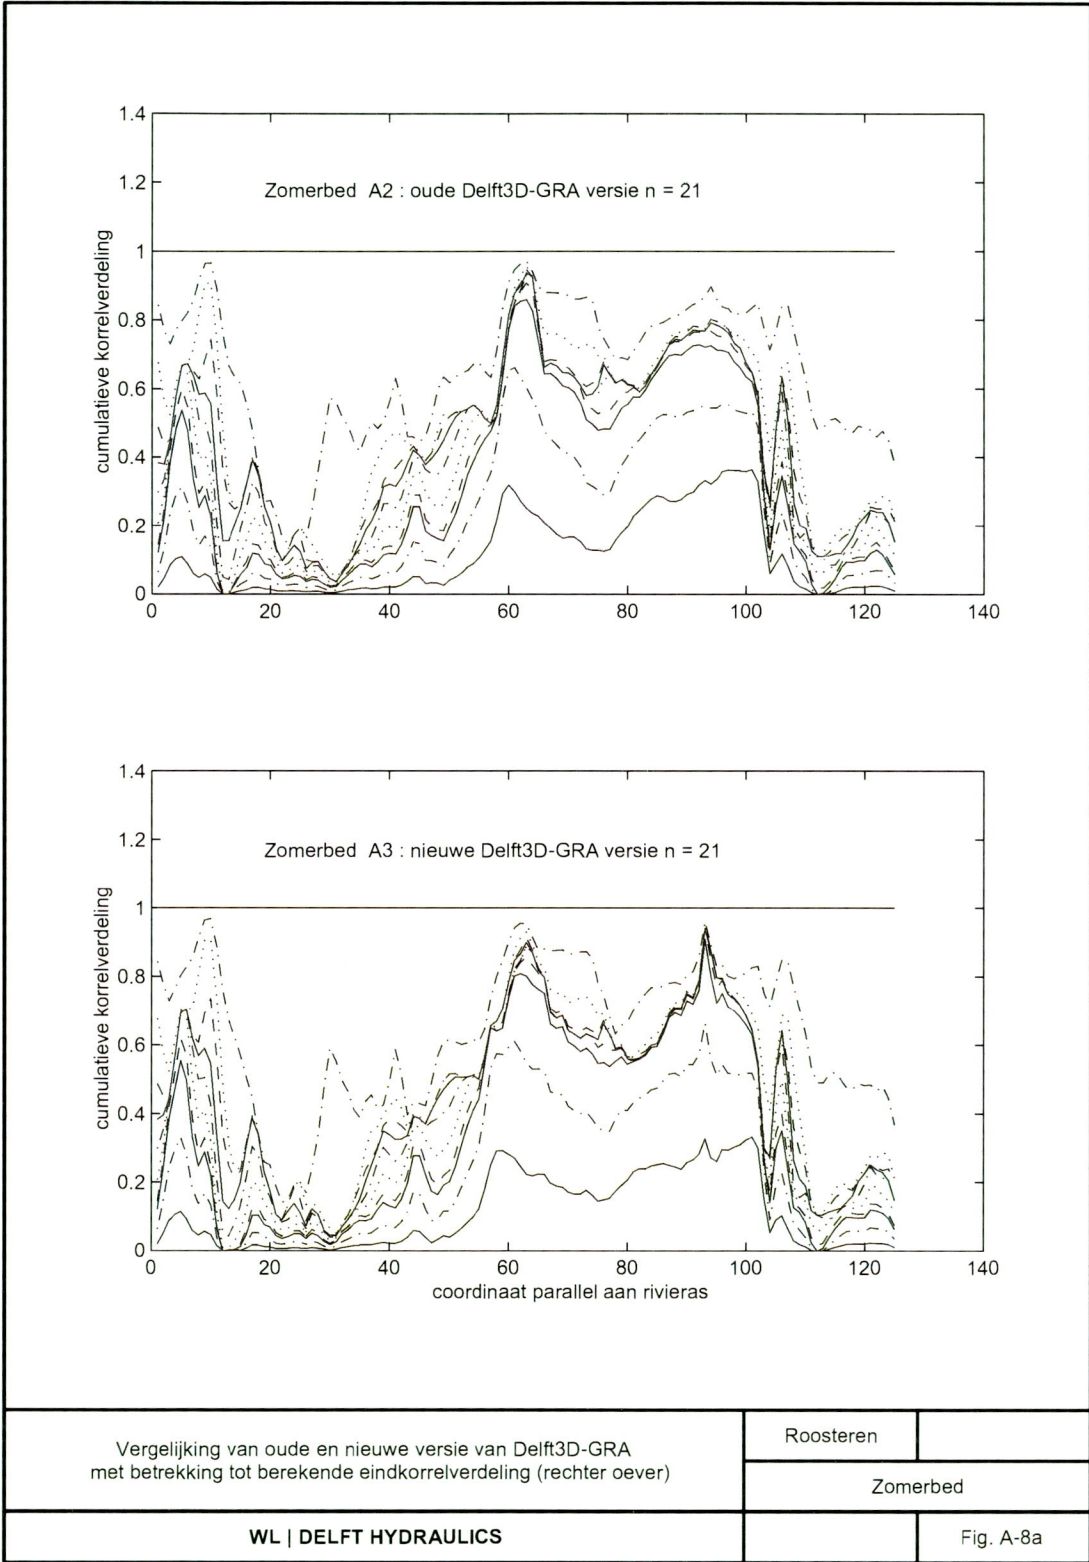 1.4
1.2
1
0.8
0.6
0.4
0.2
0
cumulatieve korrelverdeling
Zomerbed A2 : oude Delft3D-GRA versie n = 21
0 20 40 60 80 100 120 140
1.4
1.2
1
0.8
0.6
0.4
0.2
0
cumulatieve korrelverdeling
Zomerbed A3 : nieuwe Delft3D-GRA versie n = 21
0 20 40 60 80 100 120 140
coordinaat parallel aan rivieras
Vergelijking van oude en nieuwe versie van Delft3D-GRA
met betrekking tot berekende eindkorrelverdeling (rechter oever)
Roosteren
Zomerbed
WL | DELFT HYDRAULICS
Fig. A-8a